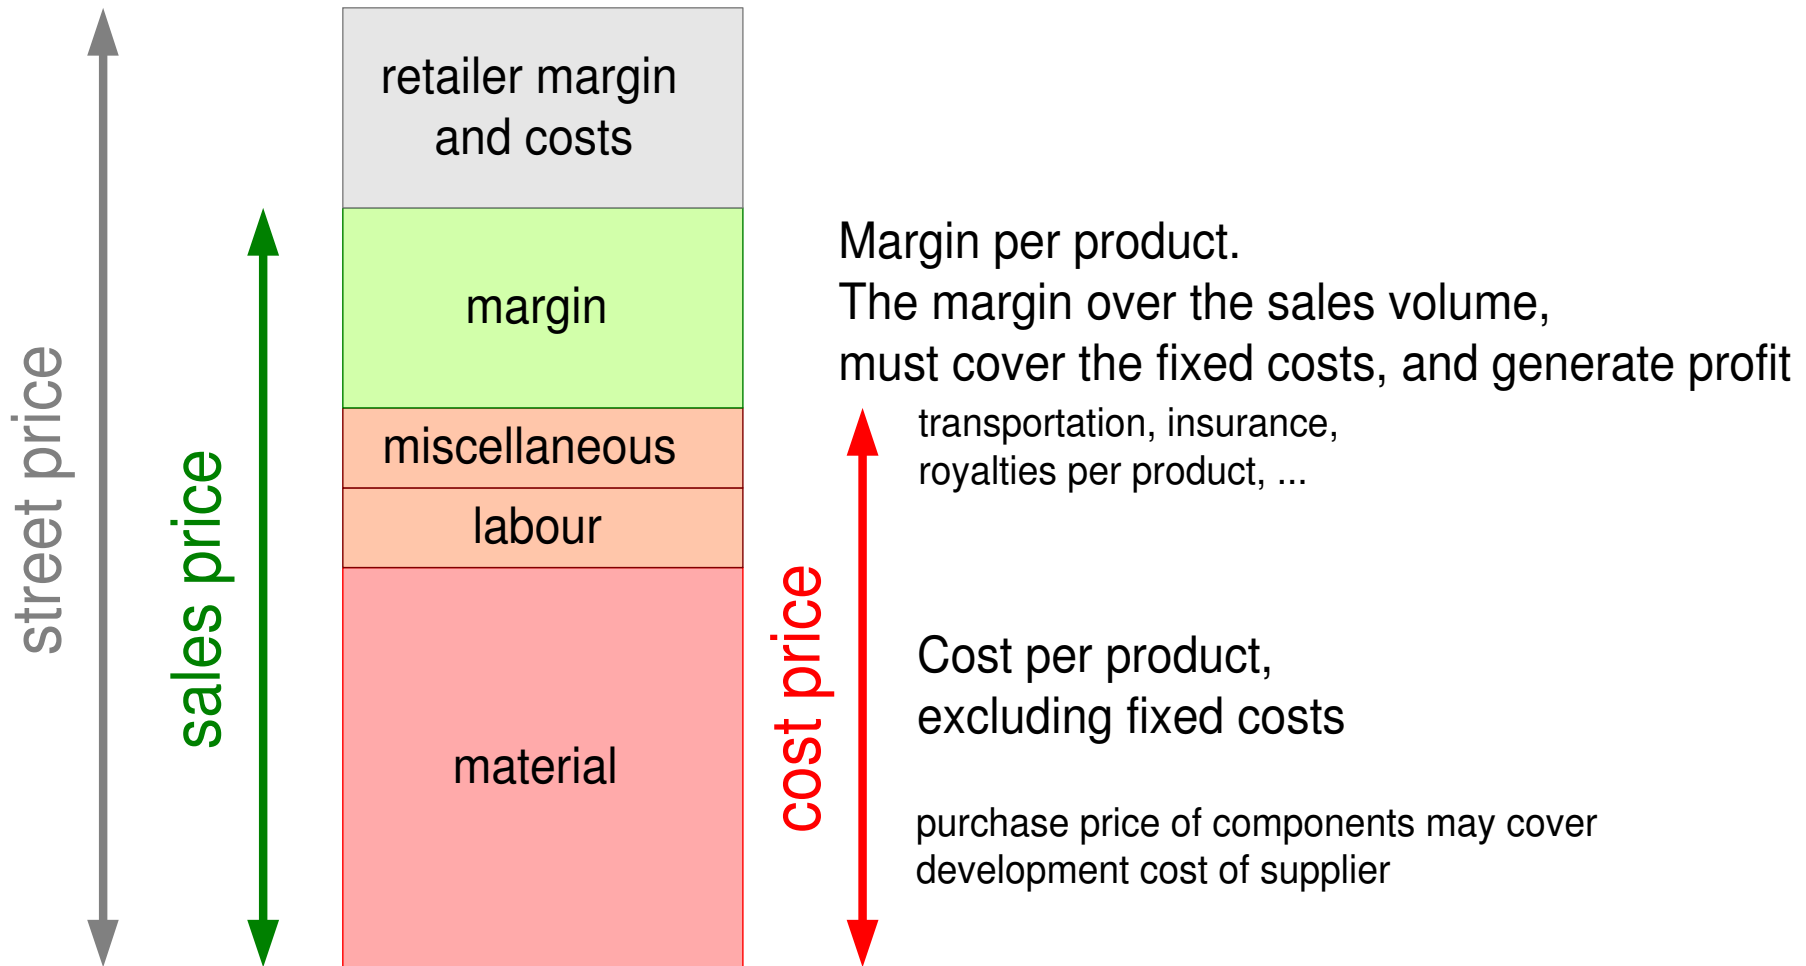 street price
sales price
retailer margin
and costs
margin
miscellaneous
labour
material
cost price
Margin per product.
The margin over the sales volume,
must cover the fixed costs, and generate profit
transportation, insurance,
royalties per product, ...
Cost per product,
excluding fixed costs
purchase price of components may cover
development cost of supplier